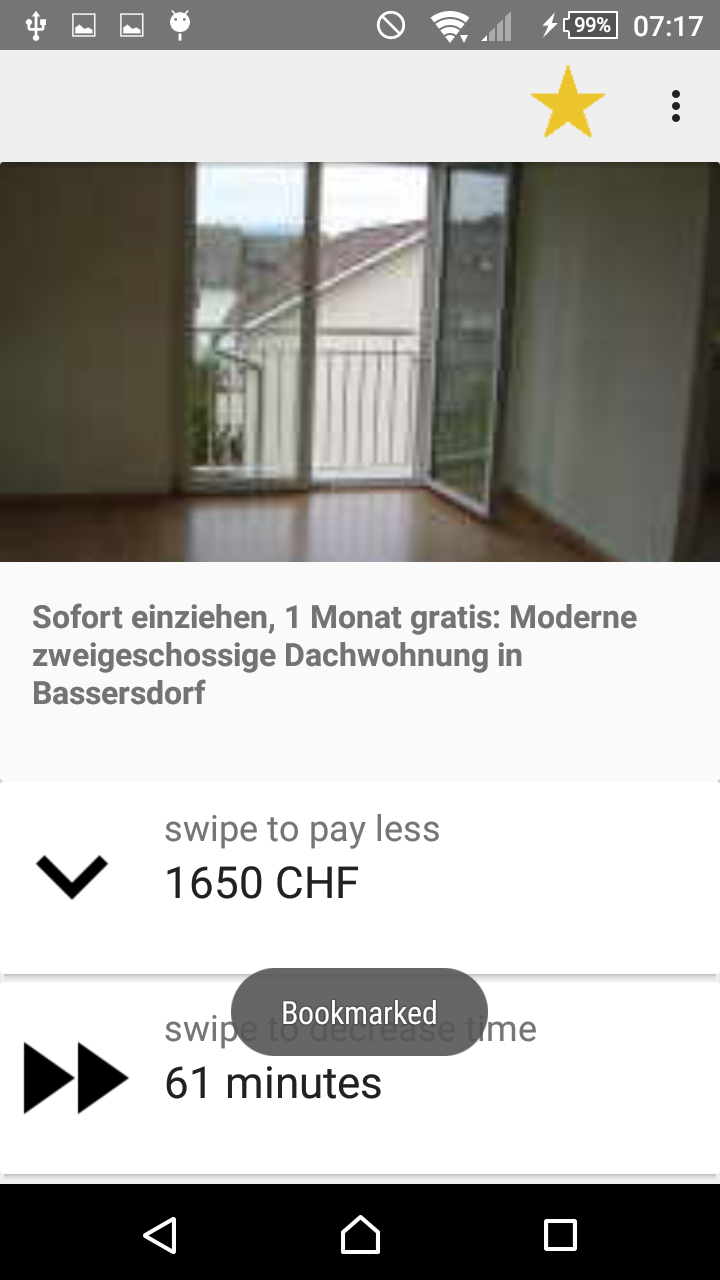 99% 07:17
Sofort einziehen, 1 Monat gratis: Moderne
zweigeschossige Dachwohnung in
Bassersdorf
swipe to pay less
1650 CHF
Bookmarked
swipe to decrease time
61 minutes